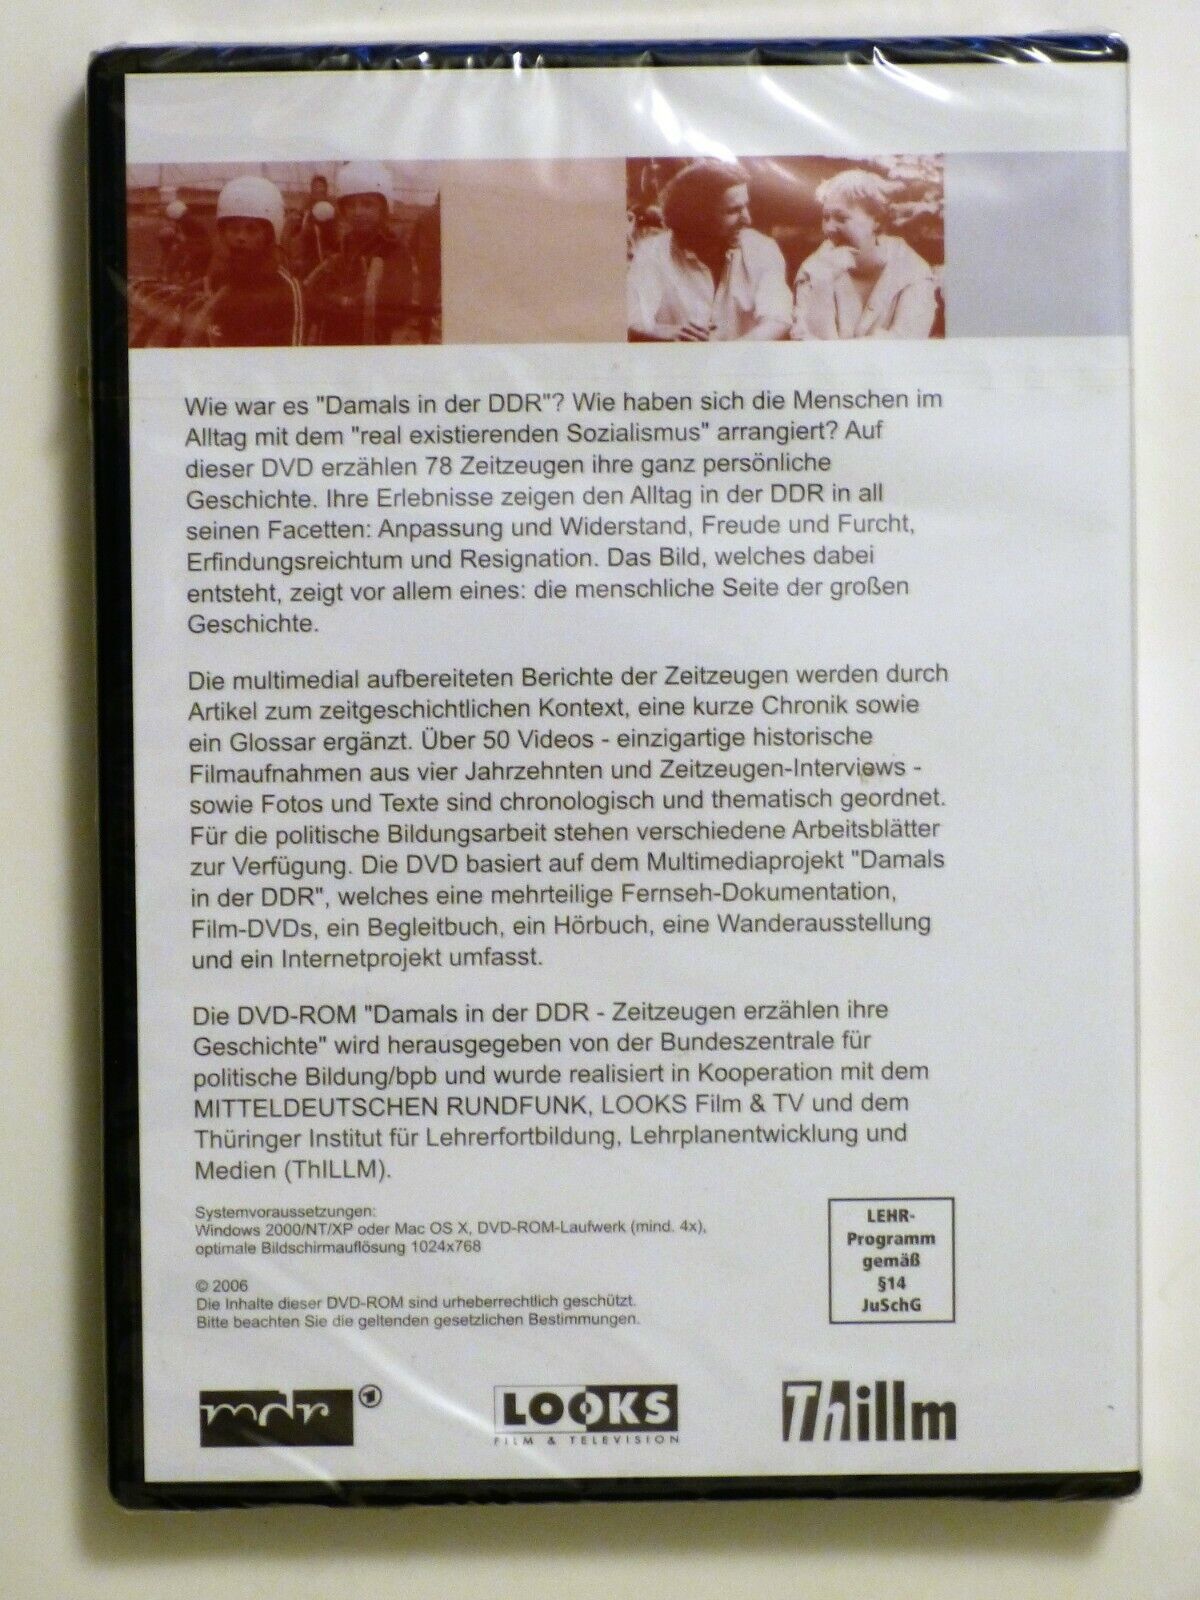 Wie war es "Damals in der DDR"? Wie haben sich die Menschen im
Alltag mit dem "real existierenden Sozialismus" arrangiert? Auf
dieser DVD erzählen 78 Zeitzeugen ihre ganz persönliche
Geschichte. Ihre Erlebnisse zeigen den Alltag in der DDR in all
seinen Facetten: Anpassung und Widerstand, Freude und Furcht,
Erfindungsreichtum und Resignation. Das Bild, welches dabei
entsteht, zeigt vor allem eines: die menschliche Seite der großen
Geschichte.
Die multimedial aufbereiteten Berichte der Zeitzeugen werden durch
Artikel zum zeitgeschichtlichen Kontext, eine kurze Chronik sowie
ein Glossar ergänzt. Über 50 Videos - einzigartige historische
Filmaufnahmen aus vier Jahrzehnten und Zeitzeugen-Interviews -
sowie Fotos und Texte sind chronologisch und thematisch geordnet.
Für die politische Bildungsarbeit stehen verschiedene Arbeitsblätter
zur Verfügung. Die DVD basiert auf dem Multimediaprojekt "Damals
in der DDR", welches eine mehrteilige Fernseh-Dokumentation,
Film-DVDs, ein Begleitbuch, ein Hörbuch, eine Wanderausstellung
und ein Internetprojekt umfasst.
Die DVD-ROM "Damals in der DDR - Zeitzeugen erzählen ihre
Geschichte" wird herausgegeben von der Bundeszentrale für
politische Bildung/bpb und wurde realisiert in Kooperation mit dem
MITTELDEUTSCHEN RUNDFUNK, LOOKS Film & TV und dem
Thüringer Institut für Lehrerfortbildung, Lehrplanentwicklung und
Medien (ThILLM).
Systemvoraussetzungen:
Windows 2000/NT/XP oder Mac OS X, DVD-ROM-Laufwerk (mind. 4x),
optimale Bildschirmauflösung 1024x768
© 2006
Die Inhalte dieser DVD-ROM sind urheberrechtlich geschützt.
Bitte beachten Sie die geltenden gesetzlichen Bestimmungen.
LEHR-
Programm
gemäß
§14
JuSchG
mdr 1
LOOKS
FILM & TELEVISION
Thillm